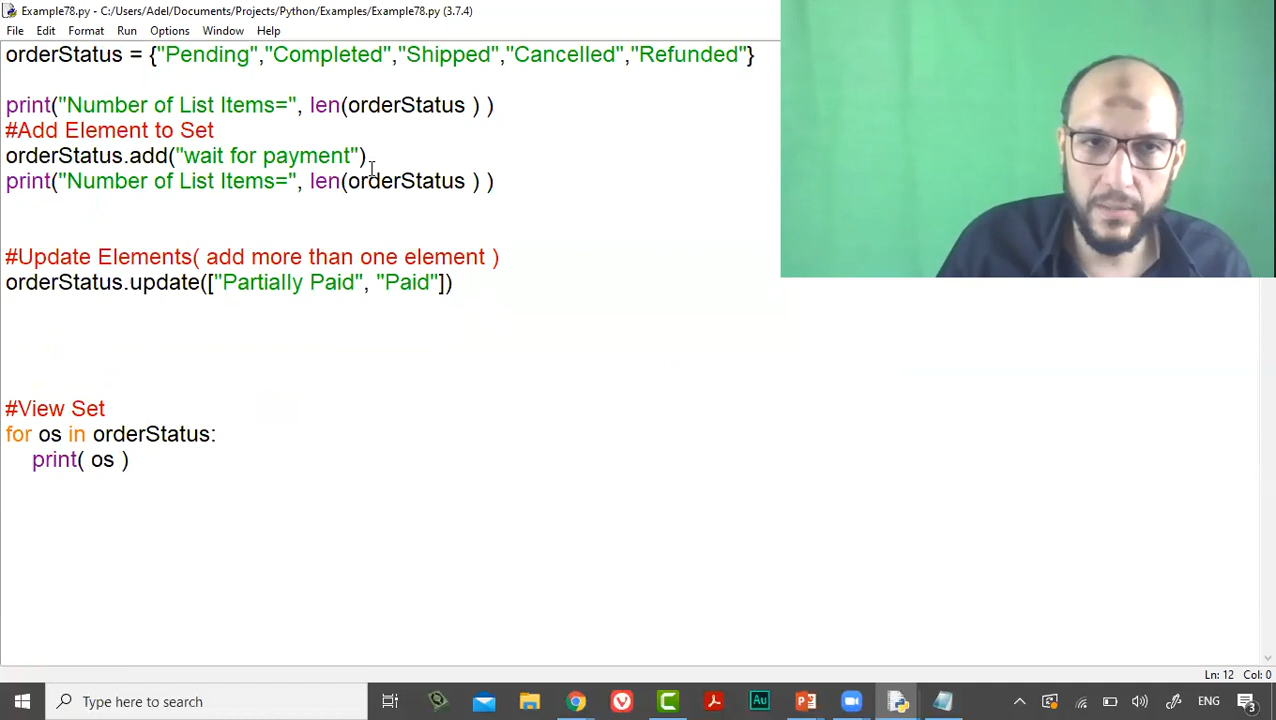 Example78.py - C:/Users/Adel/Documents/Projects/Python/Examples/Example78.py (3.7.4)
File Edit Format Run Options Window Help
orderStatus = {"Pending","Completed","Shipped","Cancelled","Refunded"}
print("Number of List Items=", len(orderStatus ) )
#Add Element to Set
orderStatus.add("wait for payment")
print("Number of List Items=", len(orderStatus ) )
#Update Elements( add more than one element )
orderStatus.update(["Partially Paid", "Paid"])
#View Set
for os in orderStatus:
print( os )
Ln: 12 Col: 0
Type here to search
Au
ENG
3